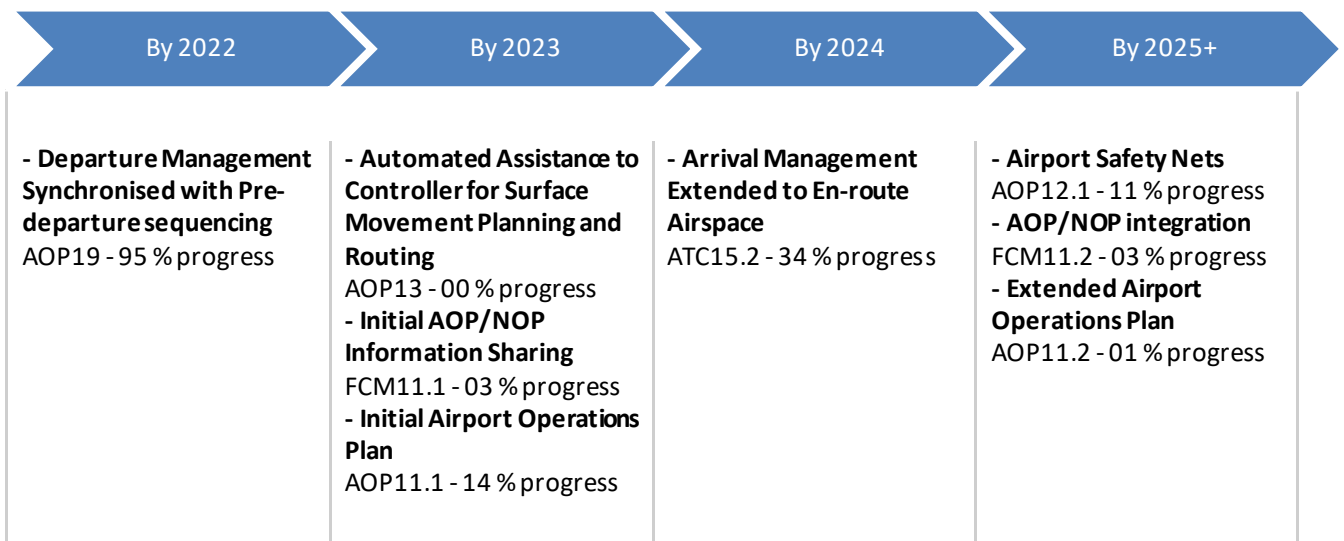 By 2022
By 2023
By 2024
By 2025+
- Departure Management
Synchronised with Pre-
departure sequencing
AOP19 - 95 % progress
- Automated Assistance to
Controller for Surface
Movement Planning and
Routing
AOP13 - 00 % progress
- Initial AOP/NOP
Information Sharing
FCM11.1 - 03 % progress
- Initial Airport Operations
Plan
AOP11.1 - 14 % progress
- Arrival Management
Extended to En-route
Airspace
ATC15.2 - 34 % progress
- Airport Safety Nets
AOP12.1 - 11 % progress
- AOP/NOP integration
FCM11.2 - 03 % progress
- Extended Airport
Operations Plan
AOP11.2 - 01 % progress